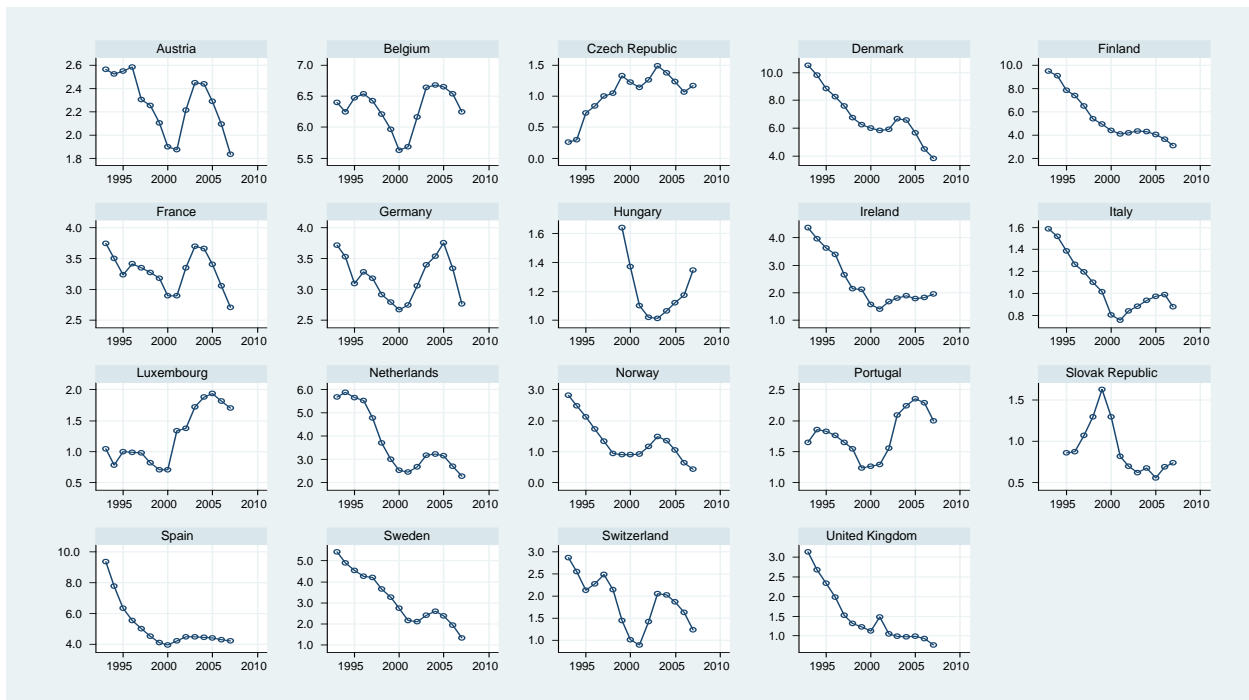 Austria Belgium Czech Republic Denmark Finland
2.6 7.0 1.5 10.0 10.0
2.4 6.5 1.0 8.0 8.0
2.2 6.0 0.5 6.0 6.0
2.0 5.5 0.0 4.0 4.0
1.8 2.0
1995 2000 2005 2010 1995 2000 2005 2010 1995 2000 2005 2010 1995 2000 2005 2010 1995 2000 2005 2010
France Germany Hungary Ireland Italy
4.0 4.0 1.6 4.0 1.6
3.5 3.5 1.4 3.0 1.4
3.0 3.0 1.2 2.0 1.2
2.5 2.5 1.0 1.0 1.0
0.8
1995 2000 2005 2010 1995 2000 2005 2010 1995 2000 2005 2010 1995 2000 2005 2010 1995 2000 2005 2010
Luxembourg Netherlands Norway Portugal Slovak Republic
2.0 6.0 3.0 2.5 1.5
1.5 5.0 2.0 2.0 1.0
1.0 4.0 1.0 1.5 0.5
0.5 3.0 0.0 1.0
2.0
1995 2000 2005 2010 1995 2000 2005 2010 1995 2000 2005 2010 1995 2000 2005 2010 1995 2000 2005 2010
Spain Sweden Switzerland United Kingdom
10.0 5.0 3.0 3.0
8.0 4.0 2.5 2.5
6.0 3.0 2.0 2.0
4.0 2.0 1.5 1.5
1.0 1.0 1.0
1995 2000 2005 2010 1995 2000 2005 2010 1995 2000 2005 2010 1995 2000 2005 2010